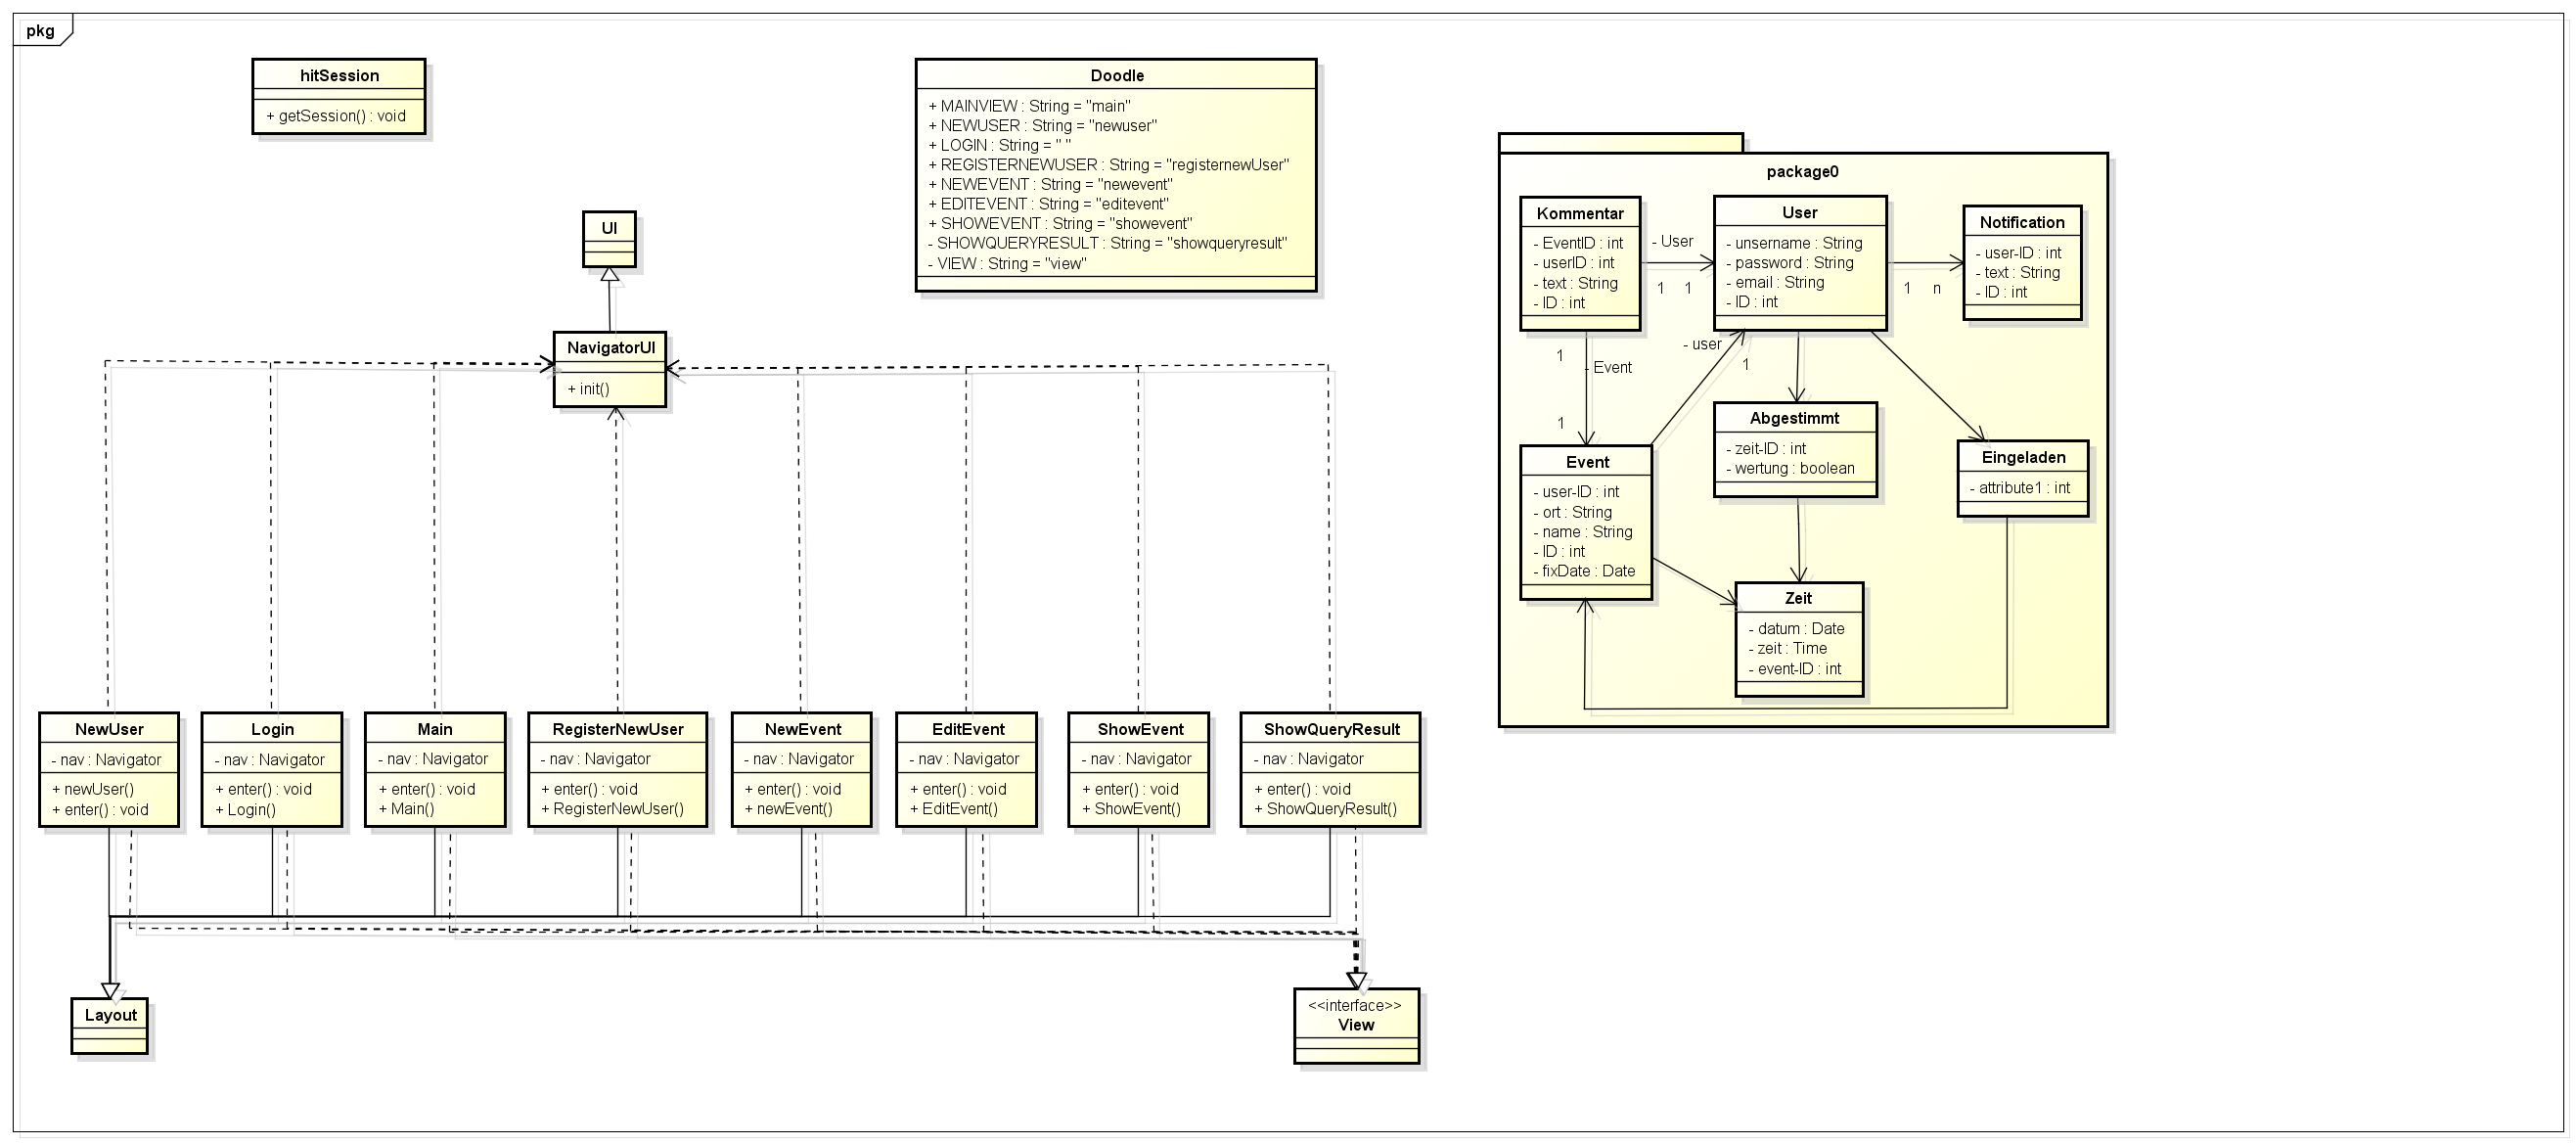 pkg
hitSession
+ getSession() : void
Doodle
+ MAINVIEW : String = "main"
+ NEWUSER : String = "newuser"
+ LOGIN : String = " "
+ REGISTERNEWUSER : String = "registernewUser"
+ NEWEVENT : String = "newevent"
+ EDITEVENT : String = "editevent"
+ SHOWEVENT : String = "showevent"
- SHOWQUERYRESULT : String = "showqueryresult"
- VIEW : String = "view"
UI
NavigatorUI
+ init()
package0
Kommentar
- EventID : int
- userID : int
- text : String
- ID : int
- User
1
1
User
- unsername : String
- password : String
- email : String
- ID : int
1
n
Notification
- user-ID : int
- text : String
- ID : int
1
- Event
1
- user
1
Abgestimmt
- zeit-ID : int
- wertung : boolean
Eingeladen
- attribute1 : int
Event
- user-ID : int
- ort : String
- name : String
- ID : int
- fixDate : Date
Zeit
- datum : Date
- zeit : Time
- event-ID : int
NewUser
- nav : Navigator
+ newUser()
+ enter() : void
Login
- nav : Navigator
+ enter() : void
+ Login()
Main
- nav : Navigator
+ enter() : void
+ Main()
RegisterNewUser
- nav : Navigator
+ enter() : void
+ RegisterNewUser()
NewEvent
- nav : Navigator
+ enter() : void
+ newEvent()
EditEvent
- nav : Navigator
+ enter() : void
+ EditEvent()
ShowEvent
- nav : Navigator
+ enter() : void
+ ShowEvent()
ShowQueryResult
- nav : Navigator
+ enter() : void
+ ShowQueryResult()
Layout
<<interface>>
View